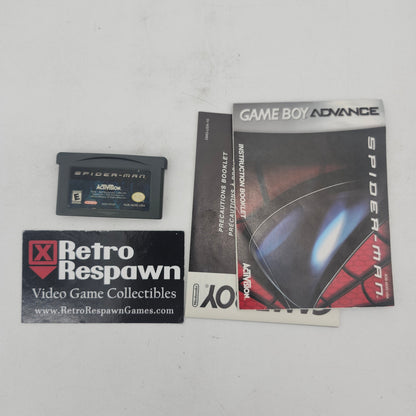 SPIDER-MAN
ACTIVISION
E
Retro
Respawn
Video Game Collectibles
www.RetroRespawnGames.com
PRECAUTIONS BOOKLET
Nintendo
GAME BOY ADVANCE
INSTRUCTION BOOKLET
SPIDER-MAN
ACTIVISION